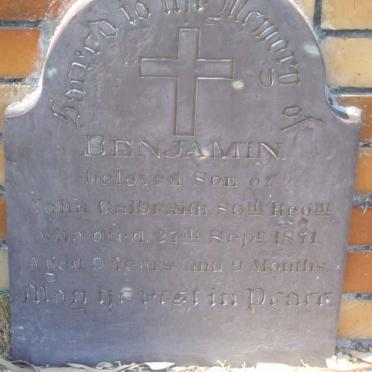 Sacred to the Memory of
BENJAMIN
beloved Son of
John Galbraith, 86th Regmt
who died 27th Sept 1871.
Aged 9 Years and 9 Months.
May he rest in Peace